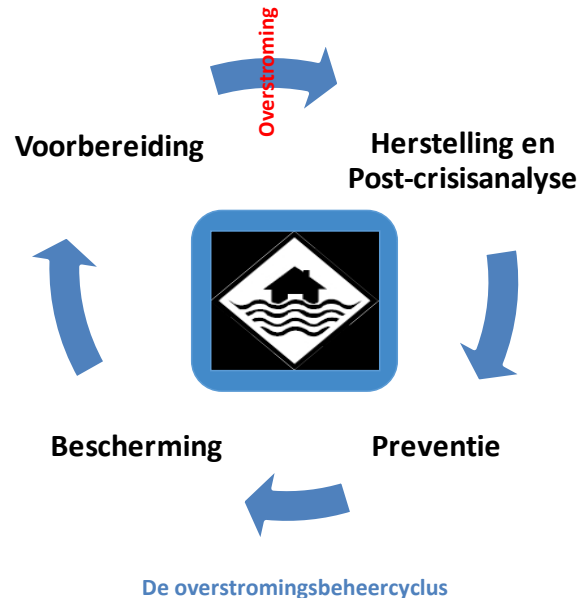 Overstroming
Voorbereiding
Herstelling en
Post-crisisanalyse
Bescherming
Preventie
De overstromingsbeheercyclus